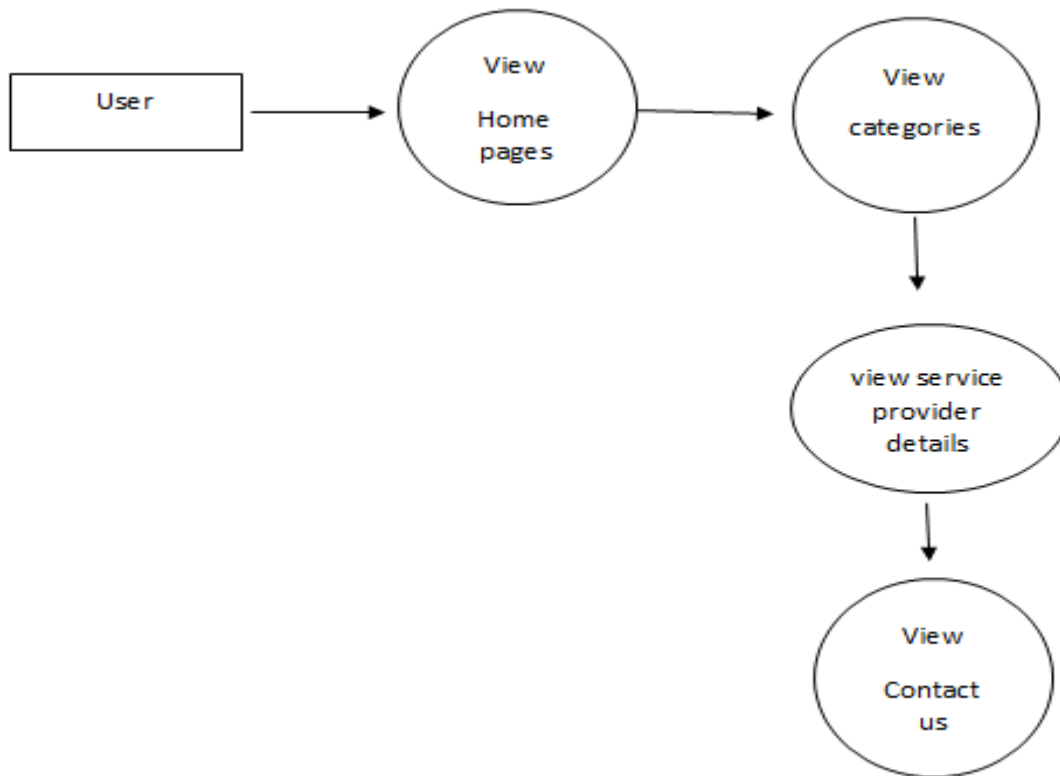 User
View
Home
pages
View
categories
view service
provider
details
View
Contact
us